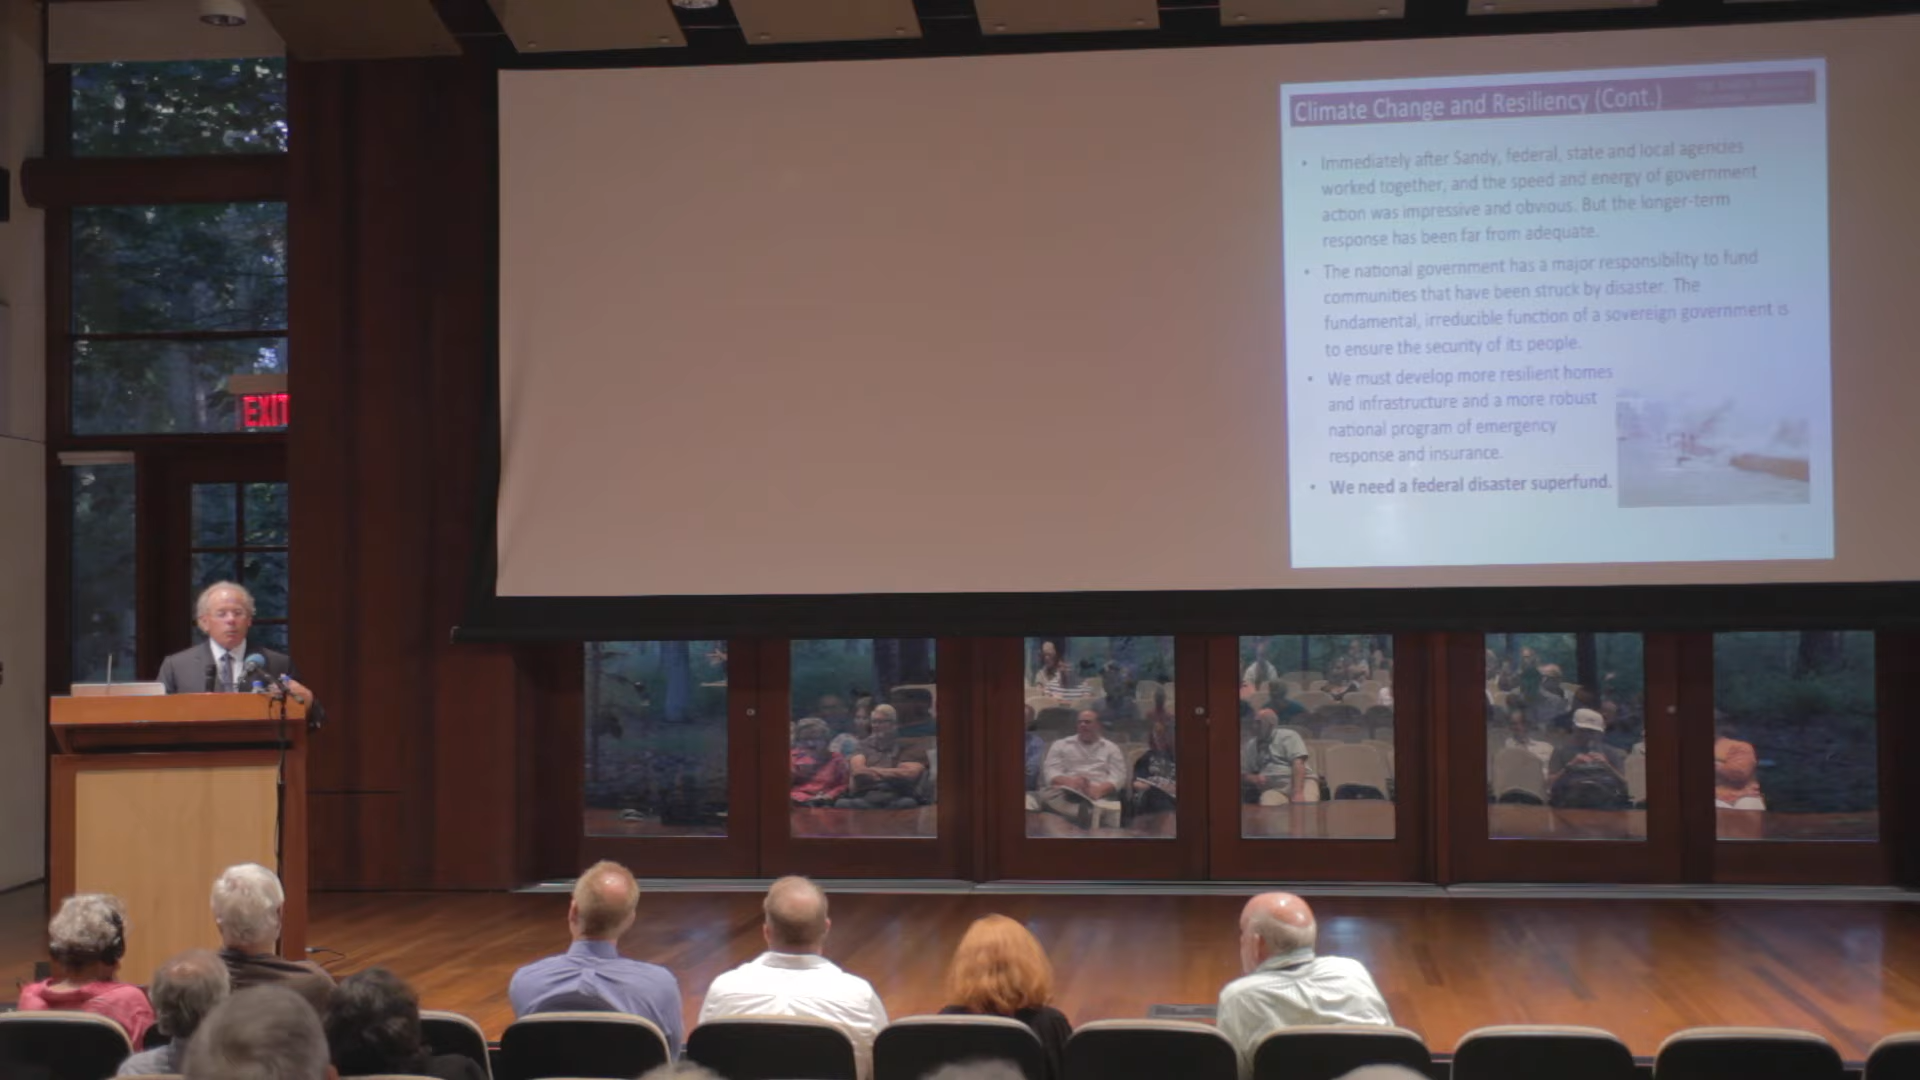 Climate Change and Resiliency (Cont.)
• Immediately after Sandy, federal, state and local agencies
worked together, and the speed and energy of government
action was impressive and obvious. But the longer-term
response has been far from adequate.
• The national government has a major responsibility to fund
communities that have been struck by disaster. The
fundamental, irreducible function of a sovereign government is
to ensure the security of its people.
• We must develop more resilient homes
and infrastructure and a more robust
national program of emergency
response and insurance.
• We need a federal disaster superfund.
EXIT